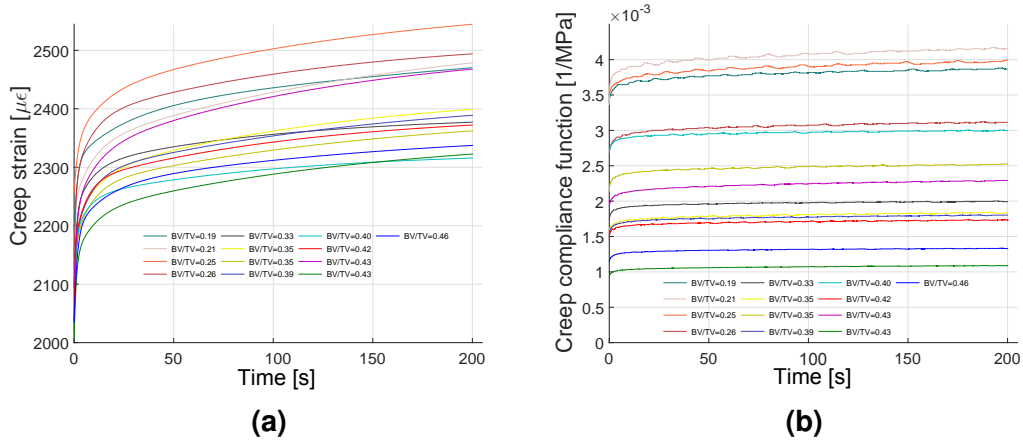 2500
2400
2300
2200
2100
2000
0
50
100
150
200
Creep strain [με]
Time [s]
BV/TV=0.19
BV/TV=0.21
BV/TV=0.25
BV/TV=0.26
BV/TV=0.33
BV/TV=0.35
BV/TV=0.35
BV/TV=0.39
BV/TV=0.40
BV/TV=0.42
BV/TV=0.43
BV/TV=0.43
BV/TV=0.46
(a)
×10⁻³
4
3.5
3
2.5
2
1.5
1
0.5
0
0
50
100
150
200
Creep compliance function [1/MPa]
Time [s]
BV/TV=0.19
BV/TV=0.21
BV/TV=0.25
BV/TV=0.26
BV/TV=0.33
BV/TV=0.35
BV/TV=0.35
BV/TV=0.39
BV/TV=0.40
BV/TV=0.42
BV/TV=0.43
BV/TV=0.43
BV/TV=0.46
(b)